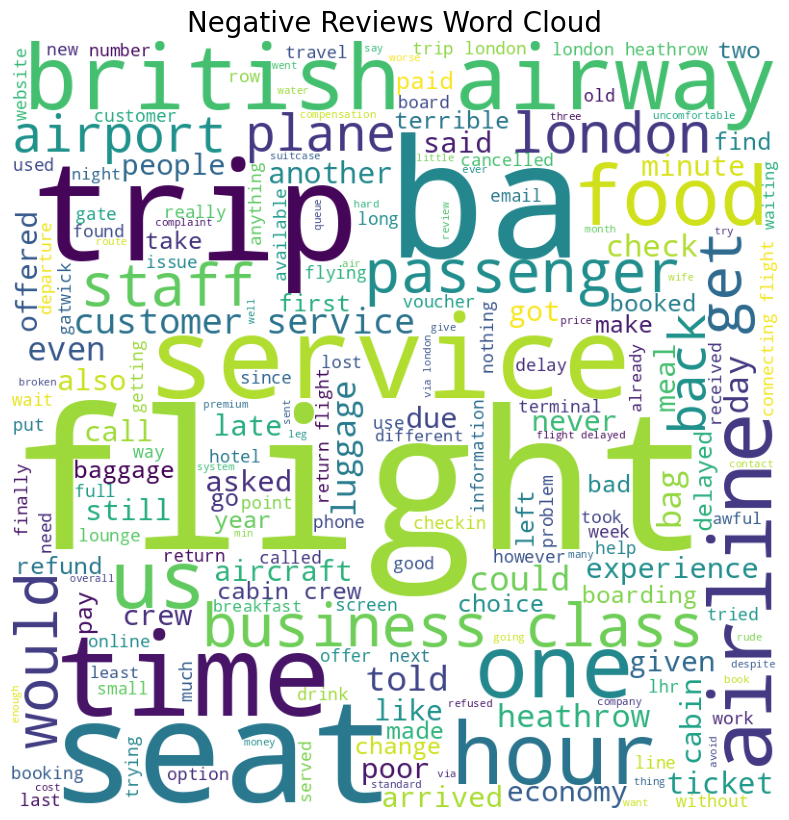 Negative Reviews Word Cloud
new number
travel
say
worse
trip london
london heathrow
two
website
british airway
went
row
water
paid
board
old
customer
compensation
three
uncomfortable
airport
plane
terrible
said
london
find
used
people
night
suitcase
another
little
ever
cancelled
minute
waiting
trip
ba
food
email
offered
departure
gate
found
really
complaint
route
take
issue
anything
available
queue
long
hard
review
month
try
check
gatwick
staff
flying
air
passenger
wife
get
first
voucher
booked
connecting flight
customer service
well
got
make
give
price
nothing
even
service
delay
already
received
day
back
meal
also
since
lost
via london
broken
getting
wait
put
premium
sent
leg
luggage
use
due
different
terminal
never
flight delayed
call
late
return flight
flight
way
hotel
system
information
baggage
asked
bag
delayed
bad
contact
airline
finally
full
still
go
point
year
min
phone
checkin
left
problem
took
week
awful
need
lounge
good
however
many
help
return
called
refund
overall
us
aircraft
could
experience
would
pay
crew
cabin crew
breakfast
screen
choice
boarding
tried
online
business class
going
rude
time
offer
next
one
given
despite
least
much
small
told
drink
refused
company
lhr
cabin
book
enough
like
heathrow
work
made
seat
hour
change
poor
line
avoid
booking
trying
option
served
money
via
thing
ticket
last
cost
standard
arrived
economy
want
without